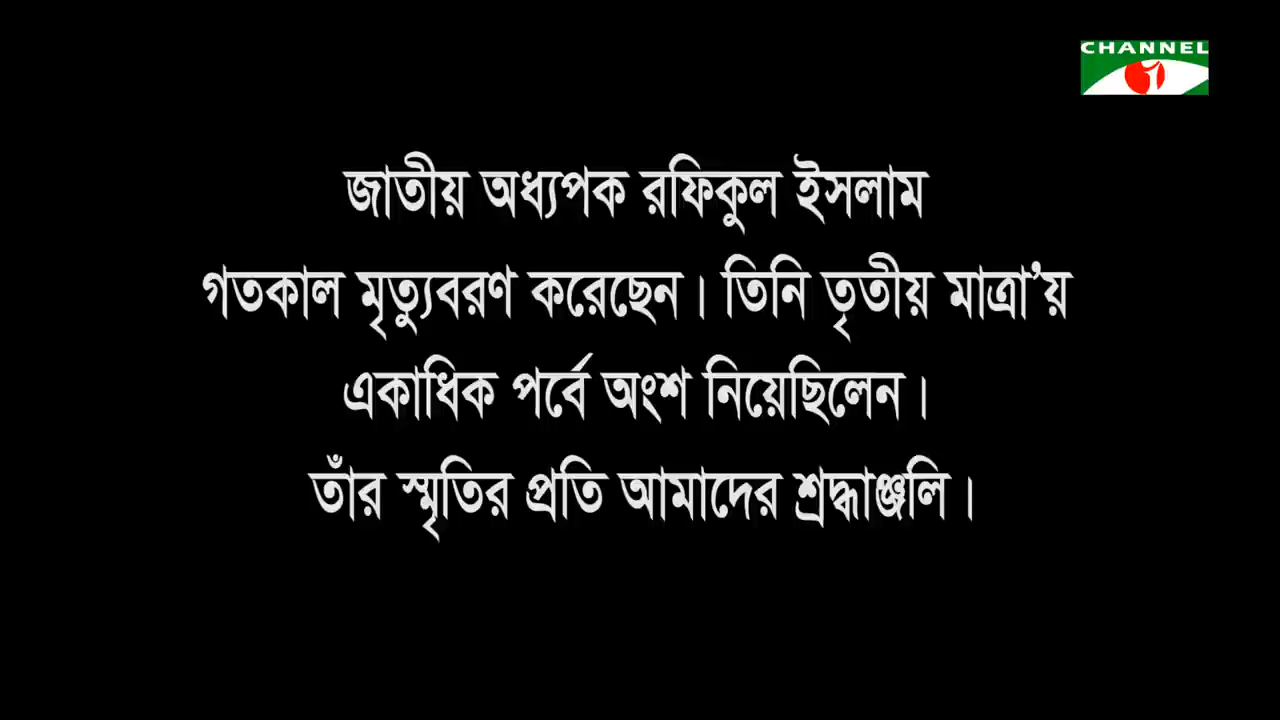 CHANNEL
জাতীয় অধ্যপক রফিকুল ইসলাম
গতকাল মৃত্যুবরণ করেছেন। তিনি তৃতীয় মাত্রা’য়
একাধিক পর্বে অংশ নিয়েছিলেন।
তাঁর স্মৃতির প্রতি আমাদের শ্রদ্ধাঞ্জলি।